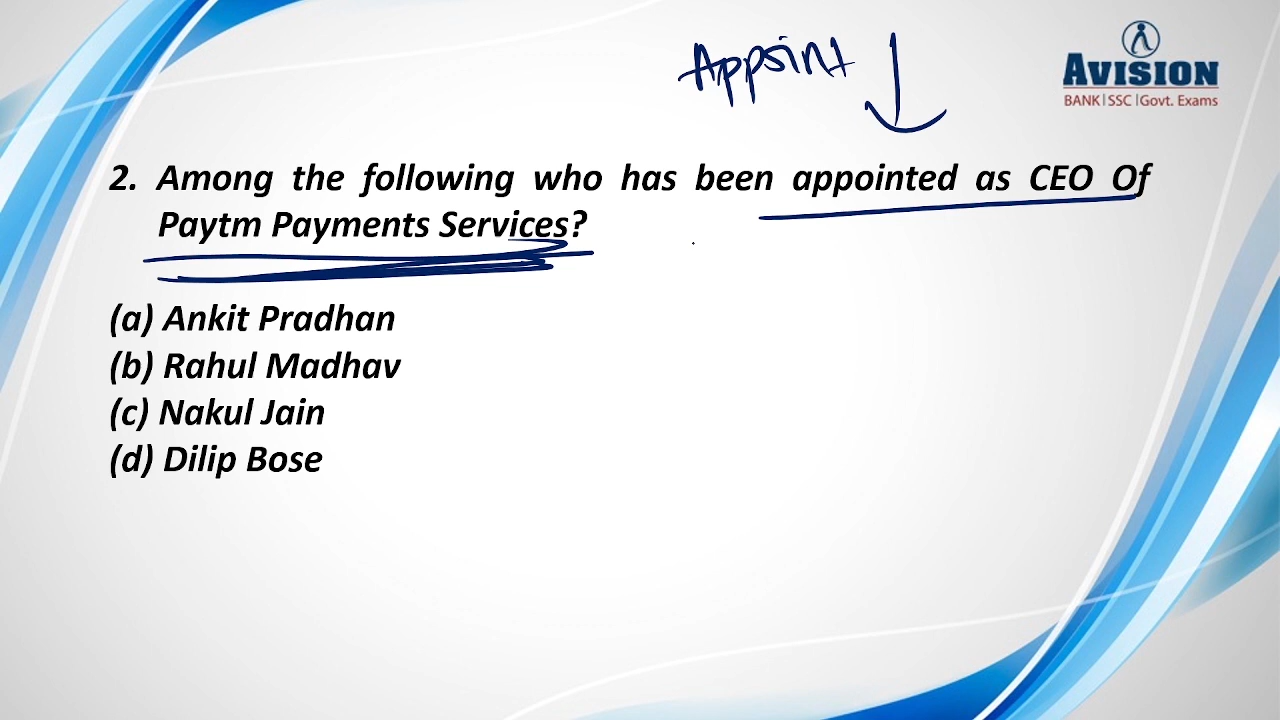 Appoint
AVISION
BANK|SSC|Govt. Exams
2. Among the following who has been appointed as CEO Of
Paytm Payments Services?
(a) Ankit Pradhan
(b) Rahul Madhav
(c) Nakul Jain
(d) Dilip Bose